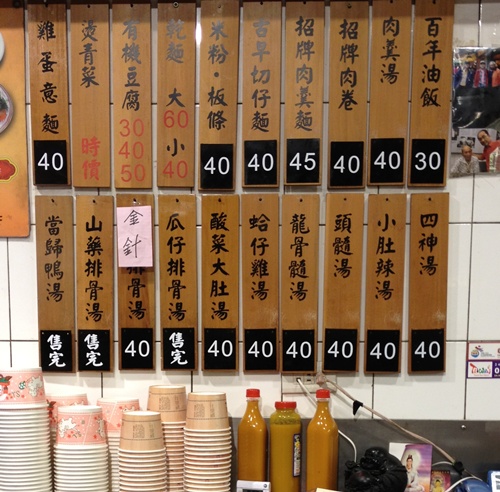 百年油飯
30
肉羹湯
40
招牌肉卷
40
招牌肉羹麵
45
古早切仔麵
40
米粉・板條
40
乾麵 大
60
小
40
有機豆腐
30
40
50
燙青菜
時價
雞蛋意麵
40
四神湯
40
小肚辣湯
40
頭髓湯
40
龍骨髓湯
40
蛤仔雞湯
40
酸菜大肚湯
40
瓜仔排骨湯
售完
金針
排骨湯
40
山藥排骨湯
售完
當歸鴨湯
售完